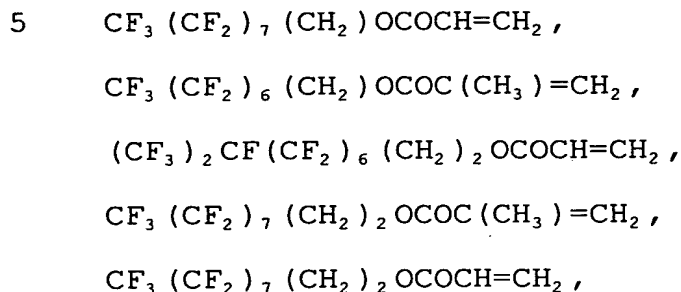 5 CF₃(CF₂)₇(CH₂)OCOCH=CH₂,
CF₃(CF₂)₆(CH₂)OCOC(CH₃)=CH₂,
(CF₃)₂CF(CF₂)₆(CH₂)₂OCOCH=CH₂,
CF₃(CF₂)₇(CH₂)₂OCOC(CH₃)=CH₂,
CF₃(CF₂)₇(CH₂)₂OCOCH=CH₂,